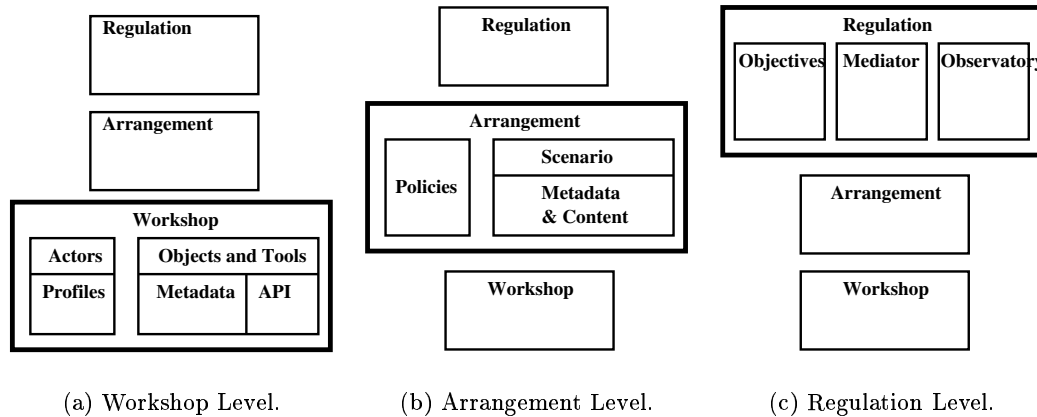 Regulation
Arrangement
Workshop
Actors
Objects and Tools
Profiles
Metadata
API
(a) Workshop Level.
Regulation
Arrangement
Policies
Scenario
Metadata
& Content
Workshop
(b) Arrangement Level.
Regulation
Objectives
Mediator
Observatory
Arrangement
Workshop
(c) Regulation Level.